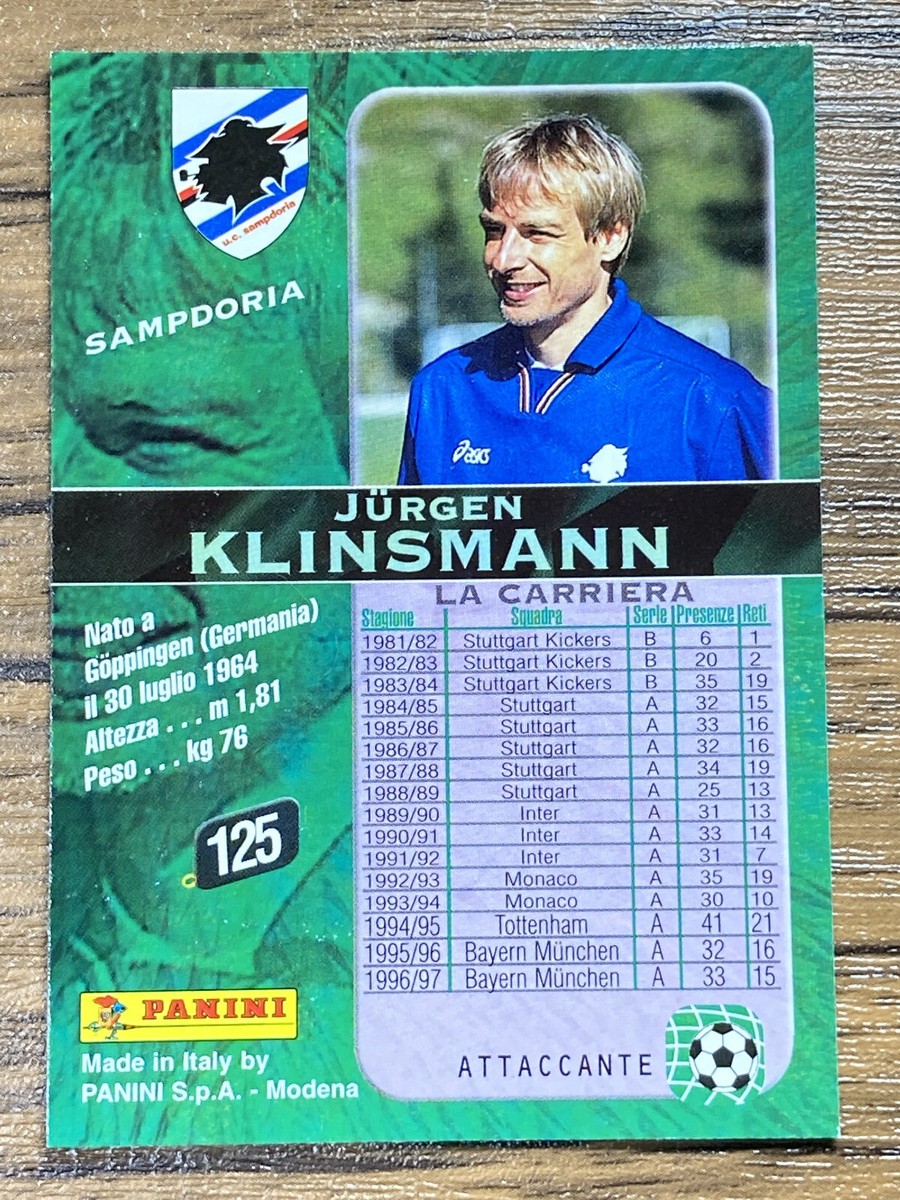 u.c. sampdoria
SAMPDORIA
asics
JÜRGEN
KLINSMANN
Nato a
Göppingen (Germania)
il 30 luglio 1964
Altezza . . . m 1,81
Peso . . . kg 76
125
LA CARRIERA
Stagione Squadra Serie Presenze Reti
1981/82 Stuttgart Kickers B 6 1
1982/83 Stuttgart Kickers B 20 2
1983/84 Stuttgart Kickers B 35 19
1984/85 Stuttgart A 32 15
1985/86 Stuttgart A 33 16
1986/87 Stuttgart A 32 16
1987/88 Stuttgart A 34 19
1988/89 Stuttgart A 25 13
1989/90 Inter A 31 13
1990/91 Inter A 33 14
1991/92 Inter A 31 7
1992/93 Monaco A 35 19
1993/94 Monaco A 30 10
1994/95 Tottenham A 41 21
1995/96 Bayern München A 32 16
1996/97 Bayern München A 33 15
ATTACCANTE
PANINI
Made in Italy by
PANINI S.p.A. - Modena